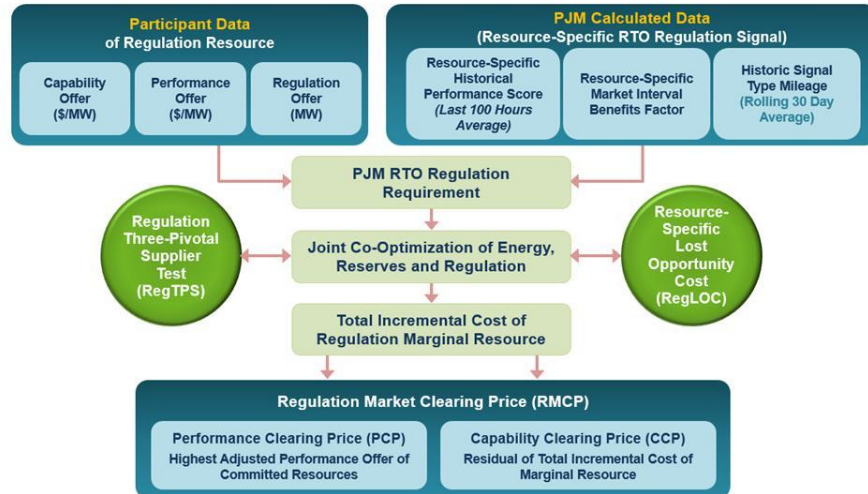 Participant Data
of Regulation Resource
Capability
Offer
($/MW)
Performance
Offer
($/MW)
Regulation
Offer
(MW)
PJM Calculated Data
(Resource-Specific RTO Regulation Signal)
Resource-Specific
Historical
Performance Score
(Last 100 Hours
Average)
Resource-Specific
Market Interval
Benefits Factor
Historic Signal
Type Mileage
(Rolling 30 Day
Average)
PJM RTO Regulation
Requirement
Regulation
Three-Pivotal
Supplier
Test
(RegTPS)
Joint Co-Optimization of Energy,
Reserves and Regulation
Resource-
Specific
Lost
Opportunity
Cost
(RegLOC)
Total Incremental Cost of
Regulation Marginal Resource
Regulation Market Clearing Price (RMCP)
Performance Clearing Price (PCP)
Highest Adjusted Performance Offer of
Committed Resources
Capability Clearing Price (CCP)
Residual of Total Incremental Cost of
Marginal Resource